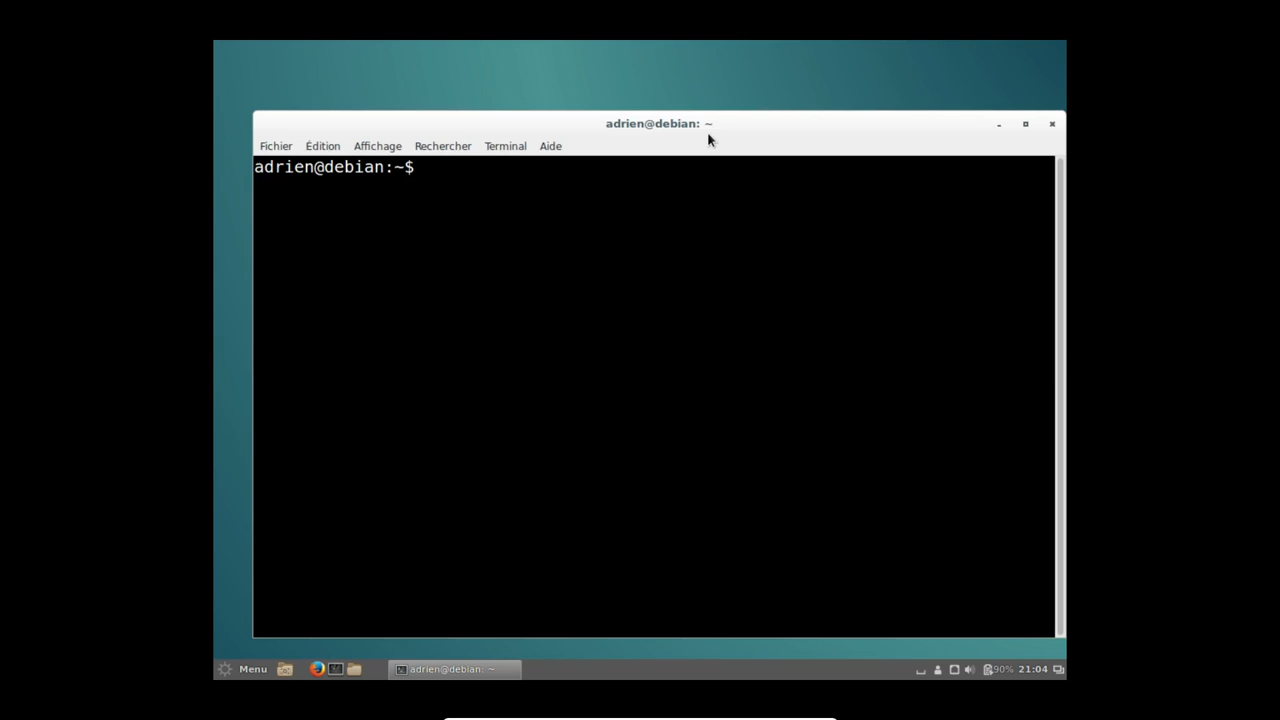 adrien@debian: ~
Fichier Édition Affichage Rechercher Terminal Aide
adrien@debian:~$
Menu adrien@debian: ~ 90% 21:04